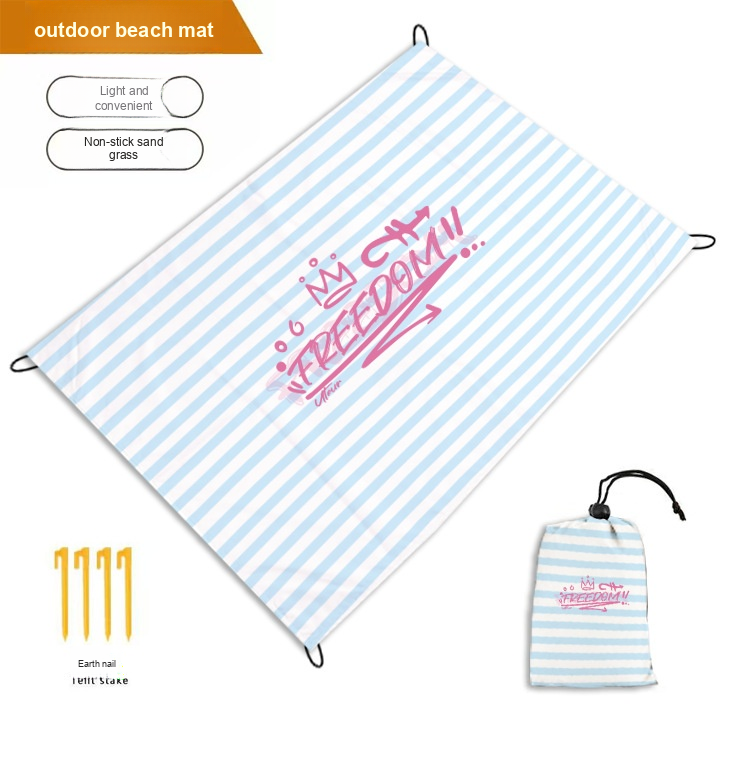 outdoor beach mat
Light and
convenient
Non-stick sand
grass
FREEDOM!!
FREEDOM!!
Earth nail
Tent stake